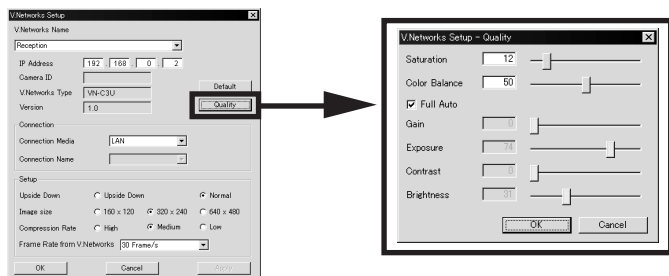 V.Networks Setup
V.Networks Name
Reception
IP Address 192 . 168 . 0 . 2
Camera ID
V.Networks Type VN-C3U
Version 1.0
Default
Quality
Connection
Connection Media LAN
Connection Name
Setup
Upside Down Upside Down Normal
Image size 160 x 120 320 x 240 640 x 480
Compression Rate High Medium Low
Frame Rate from V.Networks 30 Frame/s
OK Cancel Apply
V.Networks Setup - Quality
Saturation 12
Color Balance 50
Full Auto
Gain 0
Exposure 74
Contrast 0
Brightness 31
OK Cancel